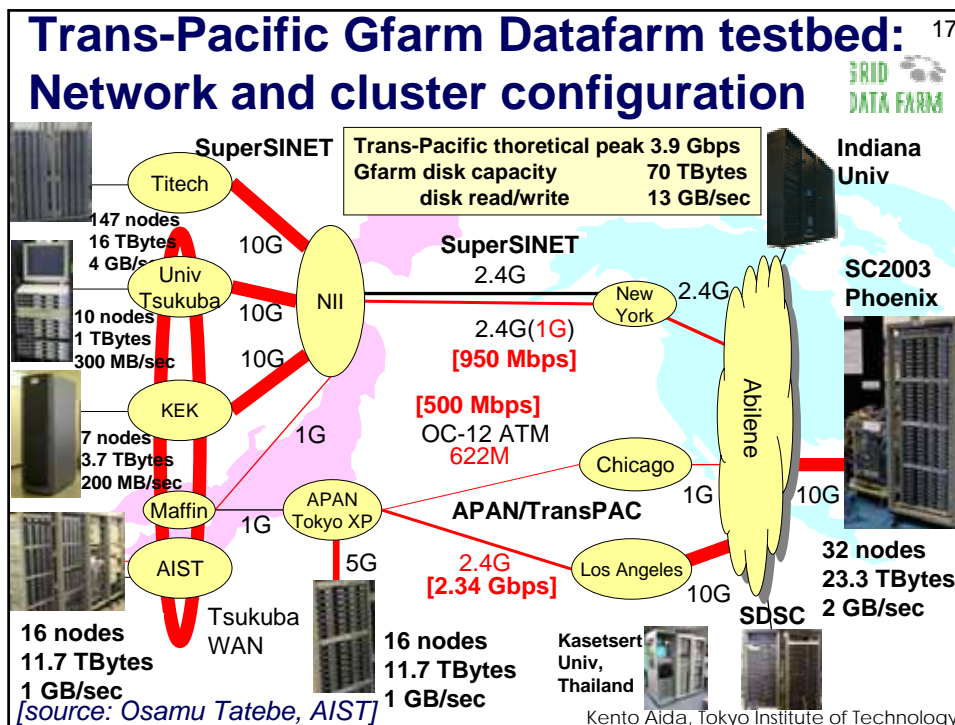 Trans-Pacific Gfarm Datafarm testbed:
Network and cluster configuration
17
GRID
DATA FARM
SuperSINET
Trans-Pacific thoretical peak 3.9 Gbps
Gfarm disk capacity 70 TBytes
disk read/write 13 GB/sec
Indiana
Univ
Titech
147 nodes
16 TBytes
4 GB/sec
10G
Univ
Tsukuba
10G
10 nodes
1 TBytes
300 MB/sec
10G
NII
SuperSINET
2.4G
New
York
2.4G
2.4G(1G)
[950 Mbps]
SC2003
Phoenix
KEK
7 nodes
3.7 TBytes
200 MB/sec
1G
[500 Mbps]
OC-12 ATM
622M
Chicago
1G
Abilene
10G
Maffin
1G
APAN
Tokyo XP
APAN/TransPAC
AIST
5G
2.4G
[2.34 Gbps]
Los Angeles
10G
32 nodes
23.3 TBytes
2 GB/sec
Tsukuba
WAN
16 nodes
11.7 TBytes
1 GB/sec
16 nodes
11.7 TBytes
1 GB/sec
Kasetsert
Univ,
Thailand
SDSC
[source: Osamu Tatebe, AIST]
Kento Aida, Tokyo Institute of Technology